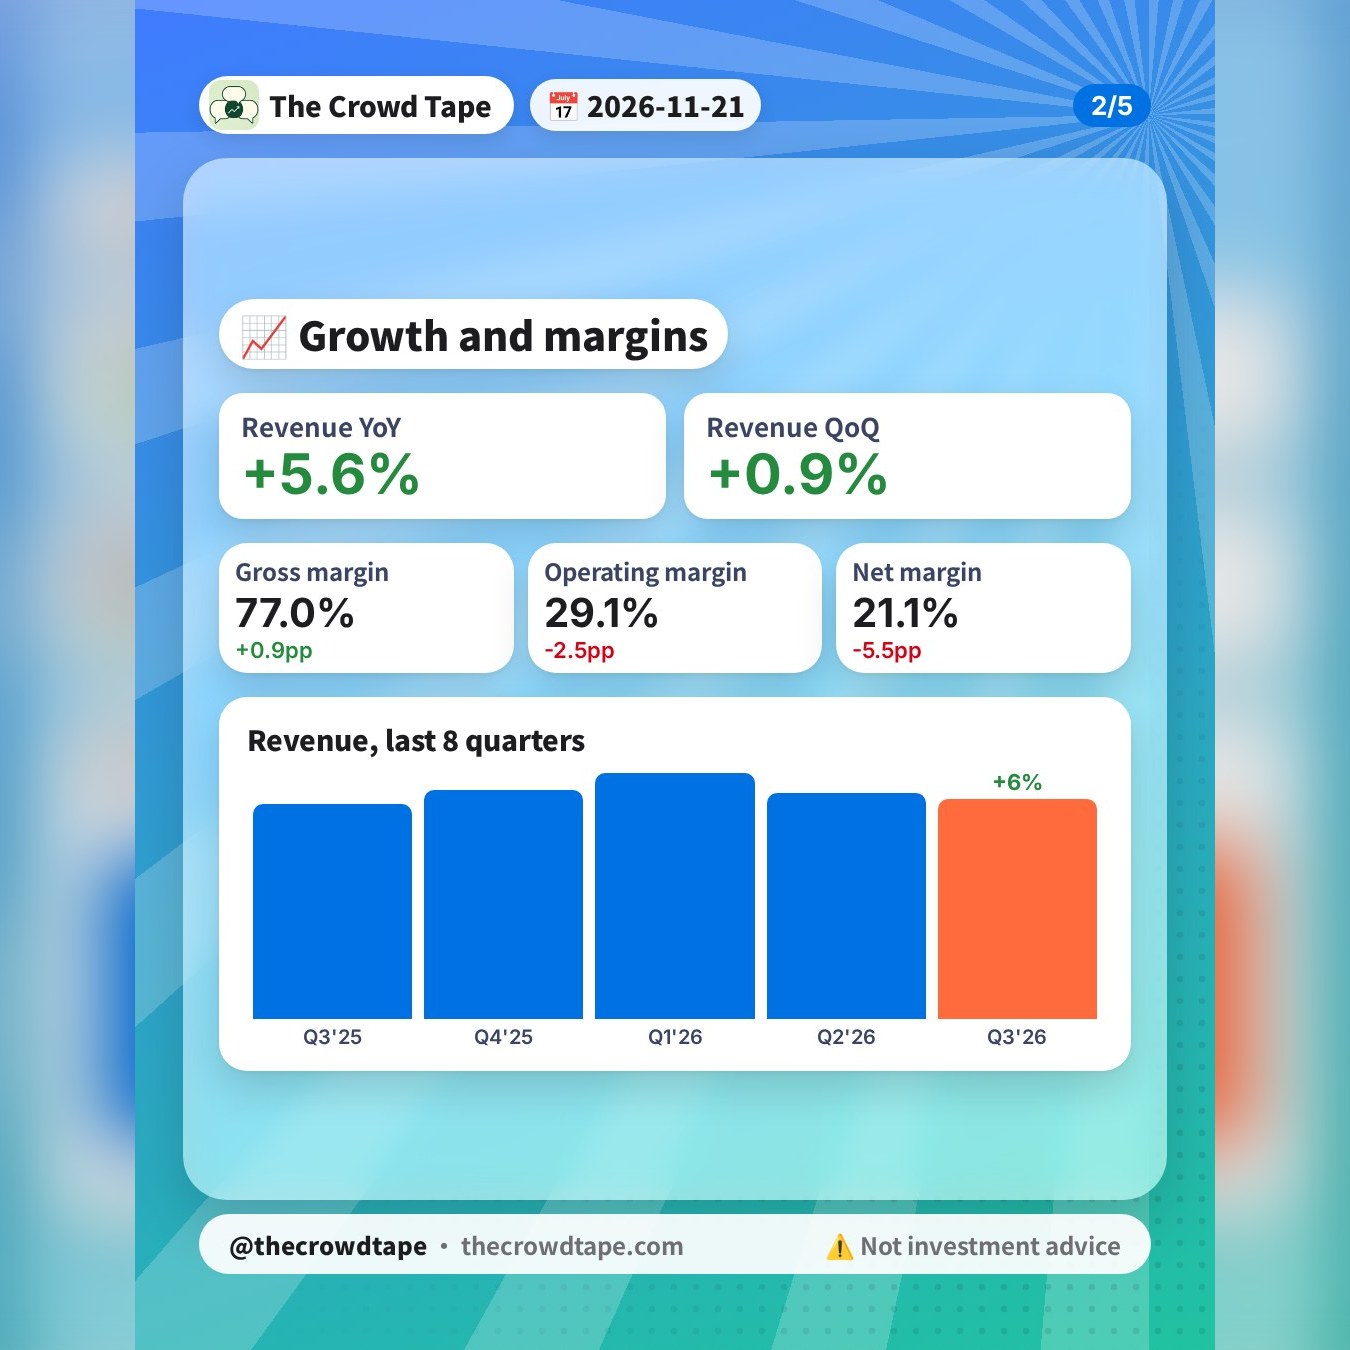 The Crowd Tape
2026-11-21
2/5
Growth and margins
Revenue YoY
+5.6%
Revenue QoQ
+0.9%
Gross margin
77.0%
+0.9pp
Operating margin
29.1%
-2.5pp
Net margin
21.1%
-5.5pp
Revenue, last 8 quarters
+6%
Q3'25
Q4'25
Q1'26
Q2'26
Q3'26
@thecrowdtape • thecrowdtape.com
⚠️ Not investment advice